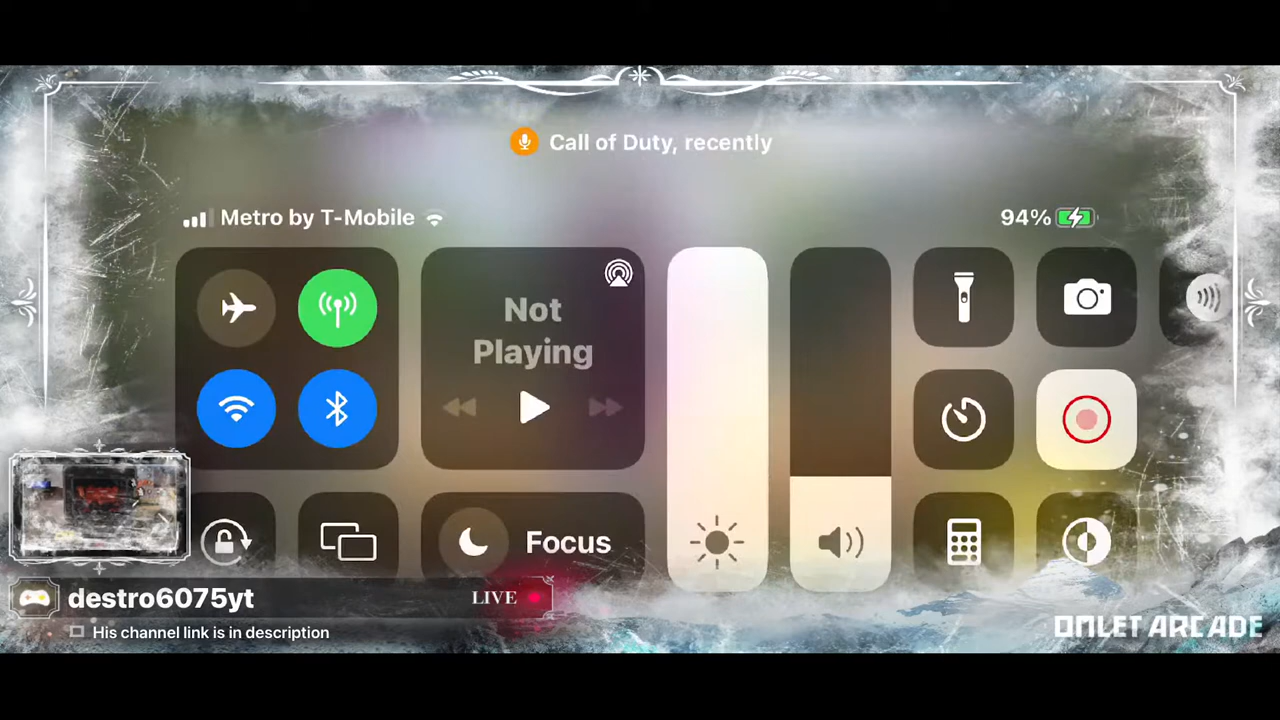 Call of Duty, recently
Metro by T-Mobile
94%
Not
Playing
Focus
destro6075yt
LIVE
His channel link is in description
ONLET ARCADE